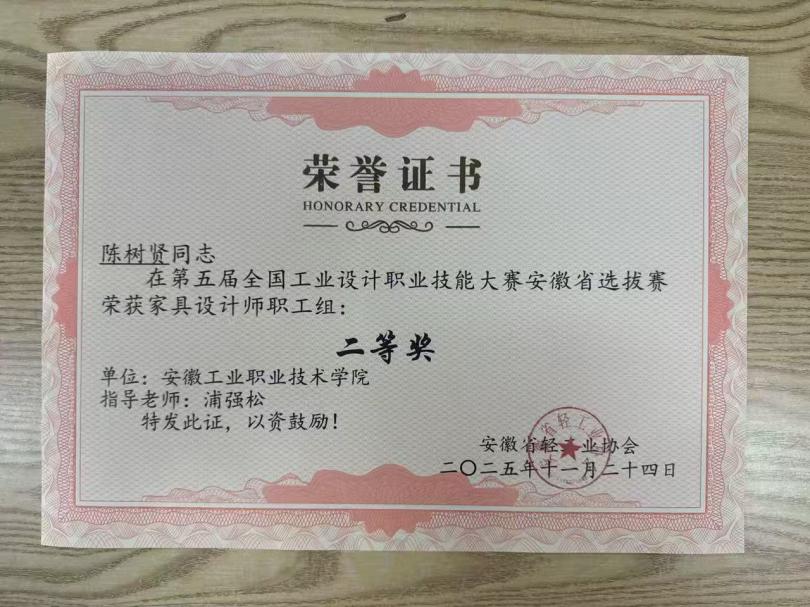 荣誉证书
HONORARY CREDENTIAL
陈树贤同志
在第五届全国工业设计职业技能大赛安徽省选拔赛
荣获家具设计师职工组：
二等奖
单位：安徽工业职业技术学院
指导老师：浦强松
特发此证，以资鼓励！
安徽省轻工业协会
二〇二五年十一月二十四日